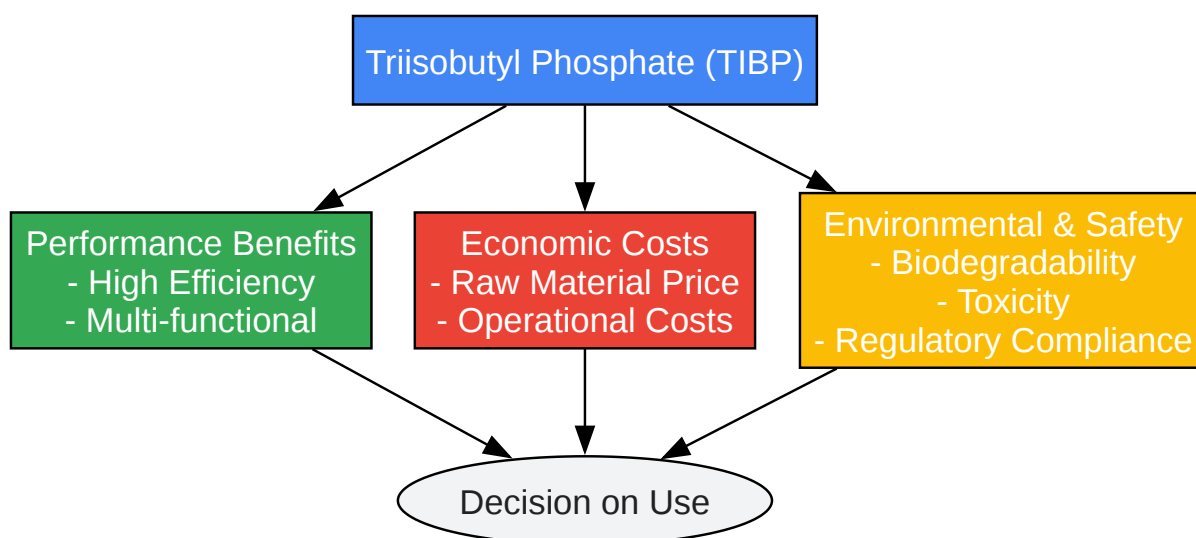 Triisobutyl Phosphate (TIBP)
Performance Benefits
- High Efficiency
- Multi-functional
Economic Costs
- Raw Material Price
- Operational Costs
Environmental & Safety
- Biodegradability
- Toxicity
- Regulatory Compliance
Decision on Use